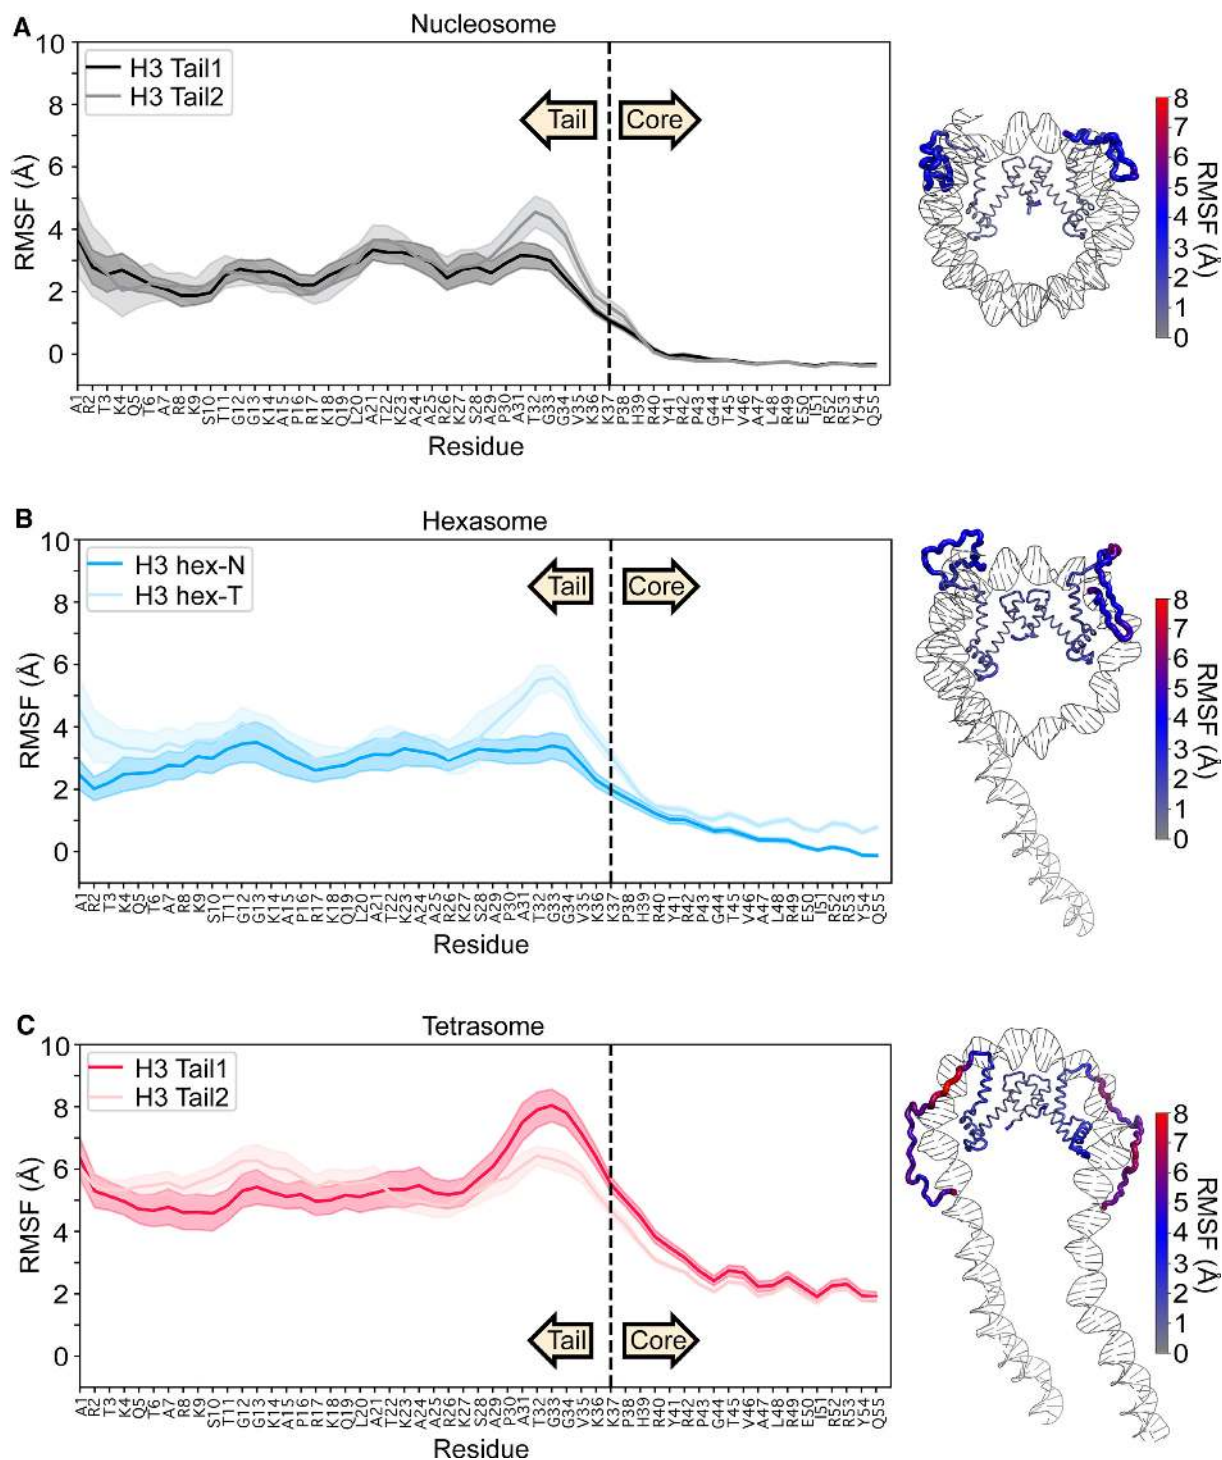 A
Nucleosome
10
8
6
4
2
0
RMSF (Å)
H3 Tail1
H3 Tail2
Tail
Core
A1 R2 T3 K4 Q5 T6 A7 R8 K9 S10 T11 G12 G13 K14 A15 P16 R17 K18 Q19 L20 A21 T22 K23 A24 A25 R26 K27 S28 A29 P30 A31 T32 G33 G34 V35 K36 K37 P38 H39 R40 Y41 R42 P43 G44 T45 V46 A47 L48 R49 E50 I51 R52 R53 Y54 Q55
Residue
8
7
6
5
4
3
2
1
0
RMSF (Å)
B
Hexasome
10
8
6
4
2
0
RMSF (Å)
H3 hex-N
H3 hex-T
Tail
Core
A1 R2 T3 K4 Q5 T6 A7 R8 K9 S10 T11 G12 G13 K14 A15 P16 R17 K18 Q19 L20 A21 T22 K23 A24 A25 R26 K27 S28 A29 P30 A31 T32 G33 G34 V35 K36 K37 P38 H39 R40 Y41 R42 P43 G44 T45 V46 A47 L48 R49 E50 I51 R52 R53 Y54 Q55
Residue
8
7
6
5
4
3
2
1
0
RMSF (Å)
C
Tetrasome
10
8
6
4
2
0
RMSF (Å)
H3 Tail1
H3 Tail2
Tail
Core
A1 R2 T3 K4 Q5 T6 A7 R8 K9 S10 T11 G12 G13 K14 A15 P16 R17 K18 Q19 L20 A21 T22 K23 A24 A25 R26 K27 S28 A29 P30 A31 T32 G33 G34 V35 K36 K37 P38 H39 R40 Y41 R42 P43 G44 T45 V46 A47 L48 R49 E50 I51 R52 R53 Y54 Q55
Residue
8
7
6
5
4
3
2
1
0
RMSF (Å)